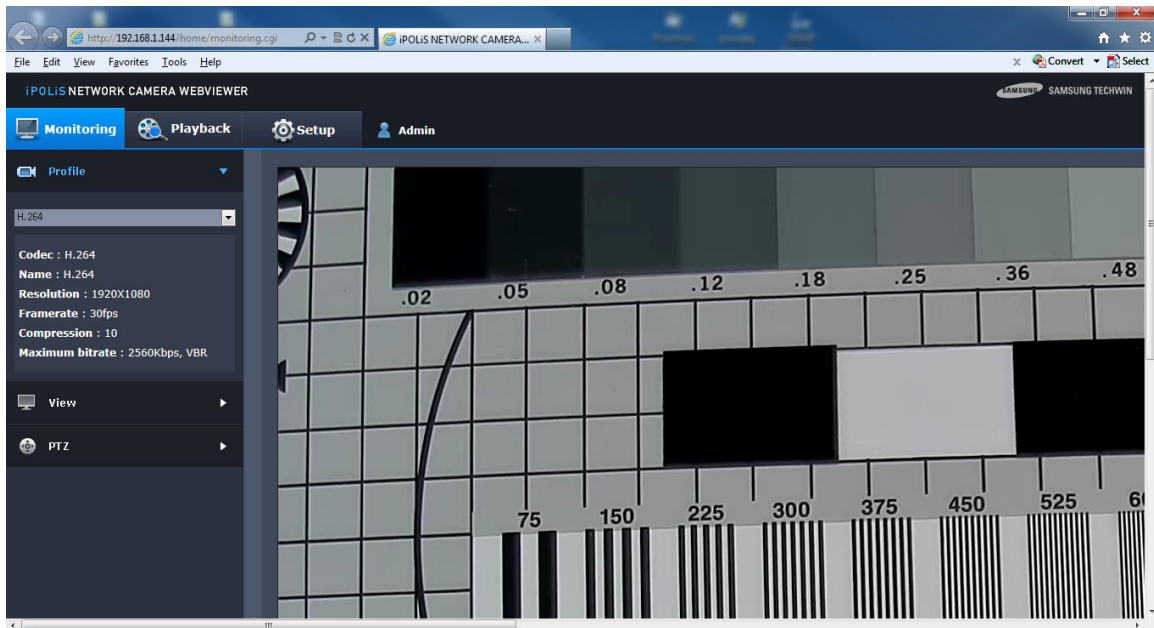 http://192.168.1.144/home/monitoring.cgi
iPOLiS NETWORK CAMERA...
File Edit View Favorites Tools Help
x Convert Select
iPOLiS NETWORK CAMERA WEBVIEWER
SAMSUNG SAMSUNG TECHWIN
Monitoring Playback Setup Admin
Profile
H.264
Codec : H.264
Name : H.264
Resolution : 1920X1080
Framerate : 30fps
Compression : 10
Maximum bitrate : 2560Kbps, VBR
View
PTZ
.02 .05 .08 .12 .18 .25 .36 .48
75 150 225 300 375 450 525